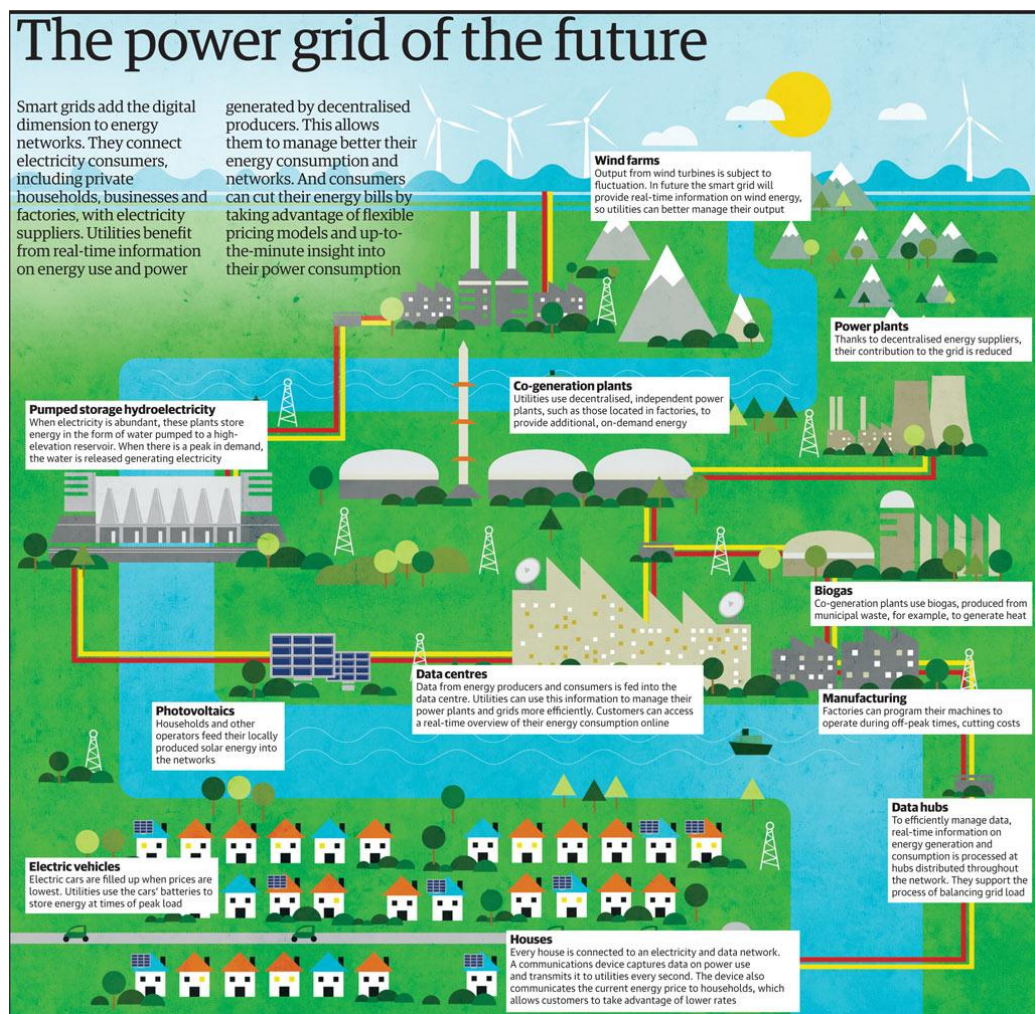 The power grid of the future
Smart grids add the digital
dimension to energy
networks. They connect
electricity consumers,
including private
households, businesses and
factories, with electricity
suppliers. Utilities benefit
from real-time information
on energy use and power
generated by decentralised
producers. This allows
them to manage better their
energy consumption and
networks. And consumers
can cut their energy bills by
taking advantage of flexible
pricing models and up-to-
the-minute insight into
their power consumption
Wind farms
Output from wind turbines is subject to
fluctuation. In future the smart grid will
provide real-time information on wind energy,
so utilities can better manage their output
Power plants
Thanks to decentralised energy suppliers,
their contribution to the grid is reduced
Co-generation plants
Utilities use decentralised, independent power
plants, such as those located in factories, to
provide additional, on-demand energy
Pumped storage hydroelectricity
When electricity is abundant, these plants store
energy in the form of water pumped to a high-
elevation reservoir. When there is a peak in demand,
the water is released generating electricity
Biogas
Co-generation plants use biogas, produced from
municipal waste, for example, to generate heat
Data centres
Data from energy producers and consumers is fed into the
data centre. Utilities can use this information to manage their
power plants and grids more efficiently. Customers can access
a real-time overview of their energy consumption online
Manufacturing
Factories can program their machines to
operate during off-peak times, cutting costs
Photovoltaics
Households and other
operators feed their locally
produced solar energy into
the networks
Data hubs
To efficiently manage data,
real-time information on
energy generation and
consumption is processed at
hubs distributed throughout
the network. They support the
process of balancing grid load
Electric vehicles
Electric cars are filled up when prices are
lowest. Utilities use the cars' batteries to
store energy at times of peak load
Houses
Every house is connected to an electricity and data network.
A communications device captures data on power use
and transmits it to utilities every second. The device also
communicates the current energy price to households, which
allows customers to take advantage of lower rates